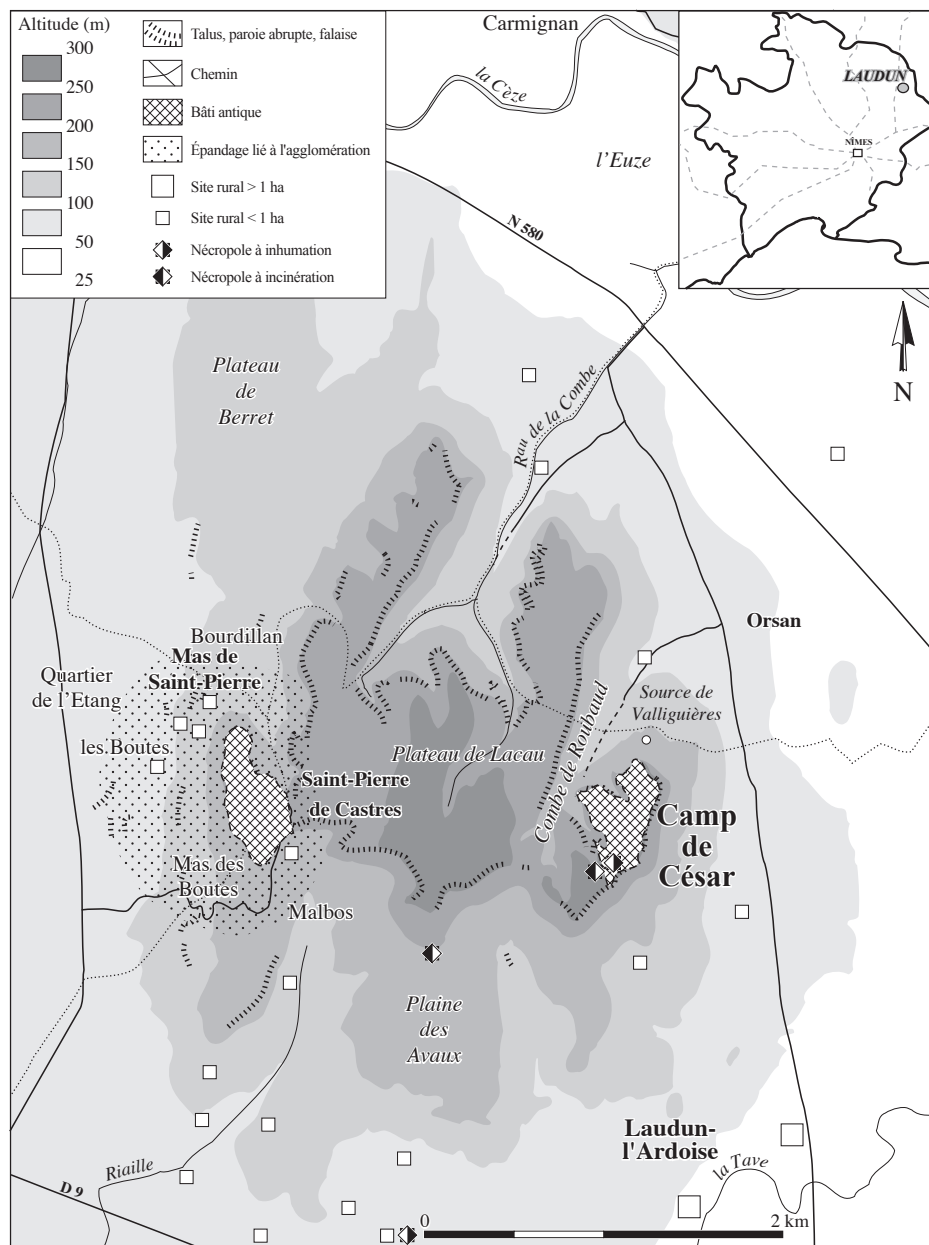 Altitude (m)
300
250
200
150
100
50
25
Talus, paroie abrupte, falaise
Chemin
Bâti antique
Épandage lié à l'agglomération
Site rural > 1 ha
Site rural < 1 ha
Nécropole à inhumation
Nécropole à incinération
Carmignan
la Cèze
l'Euze
N 580
LAUDUN
NÎMES
N
Plateau
de
Berret
Rau de la Combe
Orsan
Bourdillan
Mas de
Saint-Pierre
Quartier
de l'Etang
les Boutes
Saint-Pierre
de Castres
Plateau de Lacau
Combe de Roubaud
Source de
Valliguières
Camp
de
César
Mas des
Boutes
Malbos
Plaine
des
Avaux
Laudun-
l'Ardoise
la Tave
Riaille
D 9
0
2 km